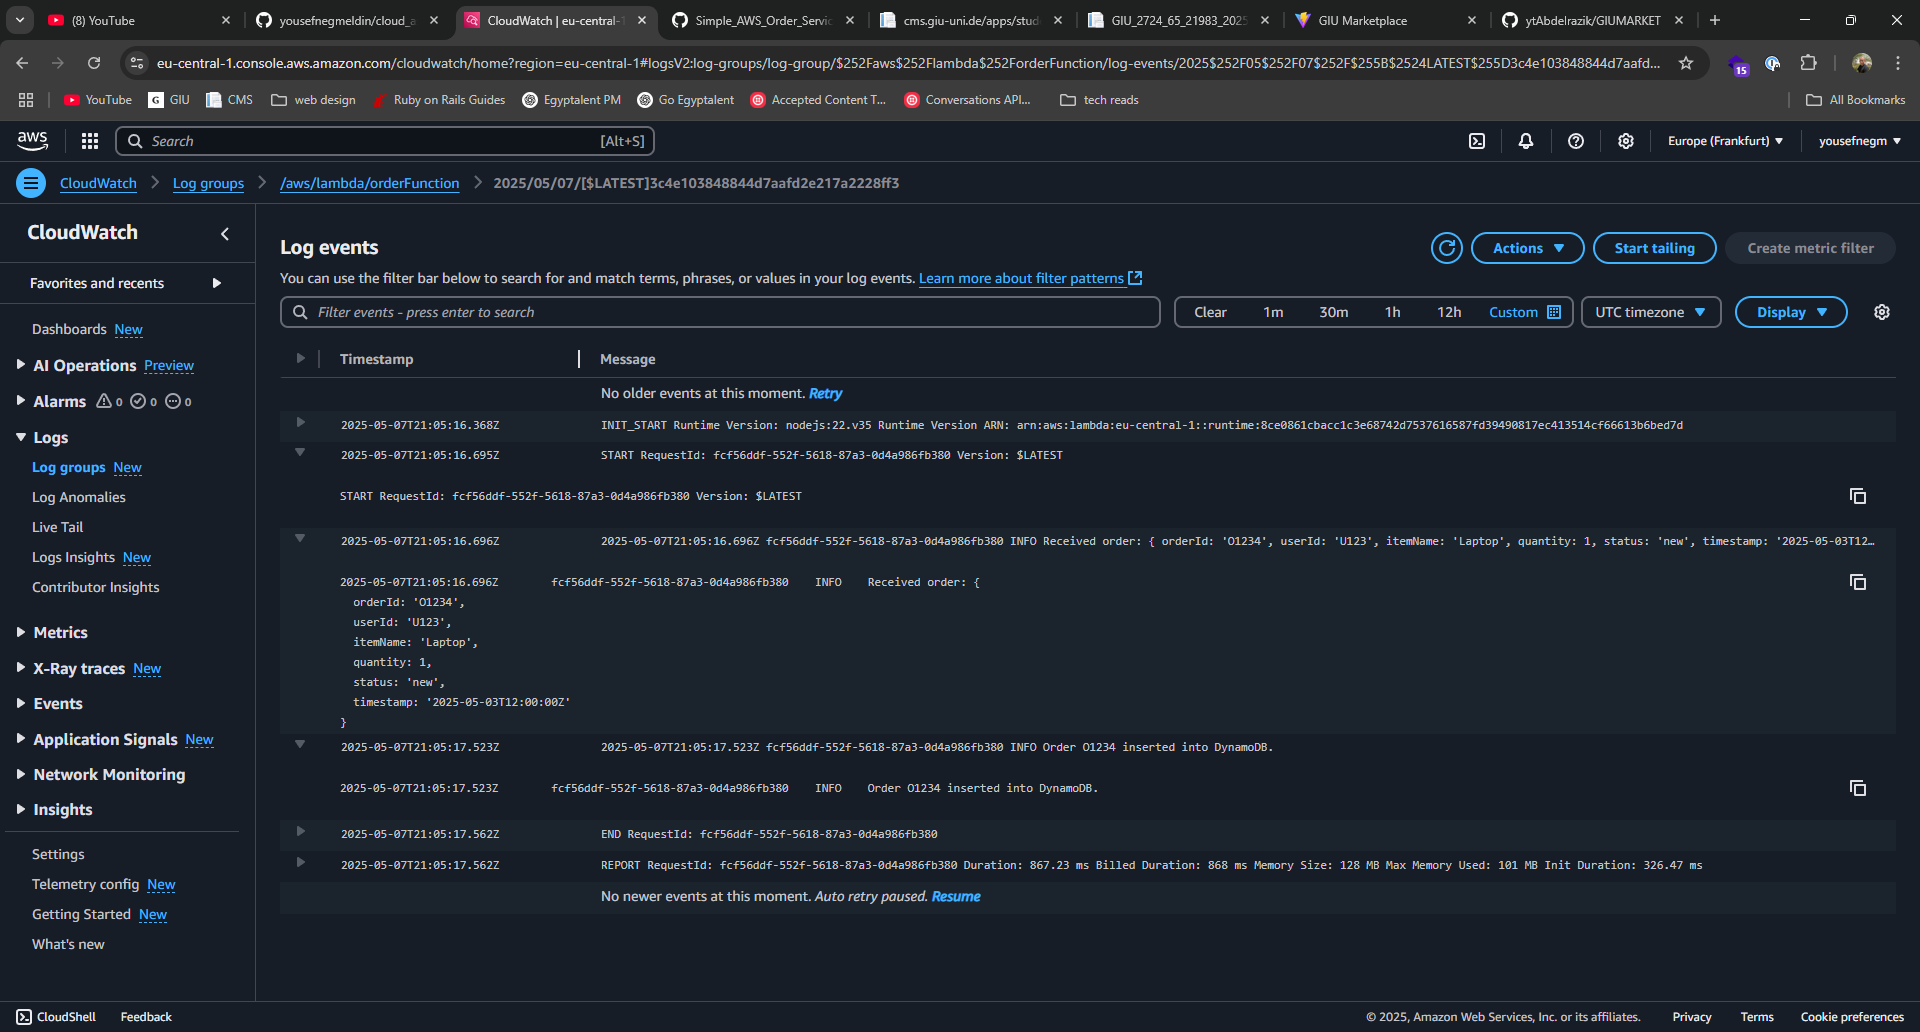 (8) YouTube
yousefnegmeldin/cloud_a
CloudWatch | eu-central-1
Simple_AWS_Order_Servic
cms.giu-uni.de/apps/stud
GIU_2724_65_21983_2025
GIU Marketplace
ytAbdelrazik/GIUMARKET
eu-central-1.console.aws.amazon.com/cloudwatch/home?region=eu-central-1#logsV2:log-groups/log-group/$252Faws$252Flambda$252ForderFunction/log-events/2025$252F05$252F07$252F$255B$2524LATEST$255D3c4e103848844d7aafd...
15
YouTube
GIU
CMS
web design
Ruby on Rails Guides
Egyptalent PM
Go Egyptalent
Accepted Content T...
Conversations API...
tech reads
All Bookmarks
aws
Search
[Alt+S]
Europe (Frankfurt)
yousefnegm
CloudWatch
Log groups
/aws/lambda/orderFunction
2025/05/07/[$LATEST]3c4e103848844d7aafd2e217a2228ff3
CloudWatch
Favorites and recents
Dashboards New
AI Operations Preview
Alarms 0 0 0
Logs
Log groups New
Log Anomalies
Live Tail
Logs Insights New
Contributor Insights
Metrics
X-Ray traces New
Events
Application Signals New
Network Monitoring
Insights
Settings
Telemetry config New
Getting Started New
What's new
Log events
Actions
Start tailing
Create metric filter
You can use the filter bar below to search for and match terms, phrases, or values in your log events. Learn more about filter patterns
Filter events - press enter to search
Clear
1m
30m
1h
12h
Custom
UTC timezone
Display
Timestamp
Message
No older events at this moment. Retry
2025-05-07T21:05:16.368Z INIT_START Runtime Version: nodejs:22.v35 Runtime Version ARN: arn:aws:lambda:eu-central-1::runtime:8ce0861cbacc1c3e68742d7537616587fd39490817ec413514cf66613b6bed7d
2025-05-07T21:05:16.695Z START RequestId: fcf56ddf-552f-5618-87a3-0d4a986fb380 Version: $LATEST
START RequestId: fcf56ddf-552f-5618-87a3-0d4a986fb380 Version: $LATEST
2025-05-07T21:05:16.696Z 2025-05-07T21:05:16.696Z fcf56ddf-552f-5618-87a3-0d4a986fb380 INFO Received order: { orderId: 'O1234', userId: 'U123', itemName: 'Laptop', quantity: 1, status: 'new', timestamp: '2025-05-03T12…
2025-05-07T21:05:16.696Z fcf56ddf-552f-5618-87a3-0d4a986fb380 INFO Received order: {
orderId: 'O1234',
userId: 'U123',
itemName: 'Laptop',
quantity: 1,
status: 'new',
timestamp: '2025-05-03T12:00:00Z'
}
2025-05-07T21:05:17.523Z 2025-05-07T21:05:17.523Z fcf56ddf-552f-5618-87a3-0d4a986fb380 INFO Order O1234 inserted into DynamoDB.
2025-05-07T21:05:17.523Z fcf56ddf-552f-5618-87a3-0d4a986fb380 INFO Order O1234 inserted into DynamoDB.
2025-05-07T21:05:17.562Z END RequestId: fcf56ddf-552f-5618-87a3-0d4a986fb380
2025-05-07T21:05:17.562Z REPORT RequestId: fcf56ddf-552f-5618-87a3-0d4a986fb380 Duration: 867.23 ms Billed Duration: 868 ms Memory Size: 128 MB Max Memory Used: 101 MB Init Duration: 326.47 ms
No newer events at this moment. Auto retry paused. Resume
CloudShell
Feedback
© 2025, Amazon Web Services, Inc. or its affiliates.
Privacy
Terms
Cookie preferences